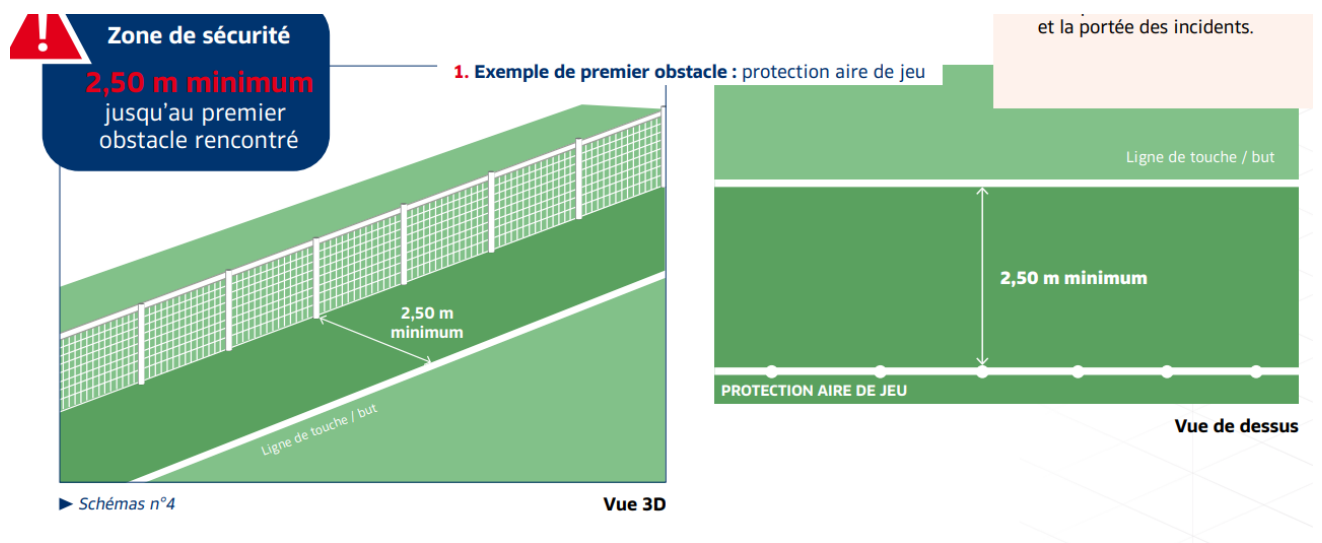 Zone de sécurité
2,50 m minimum
jusqu’au premier
obstacle rencontré
et la portée des incidents.
1. Exemple de premier obstacle : protection aire de jeu
2,50 m
minimum
Ligne de touche / but
Ligne de touche / but
2,50 m minimum
PROTECTION AIRE DE JEU
Vue de dessus
► Schémas n°4
Vue 3D